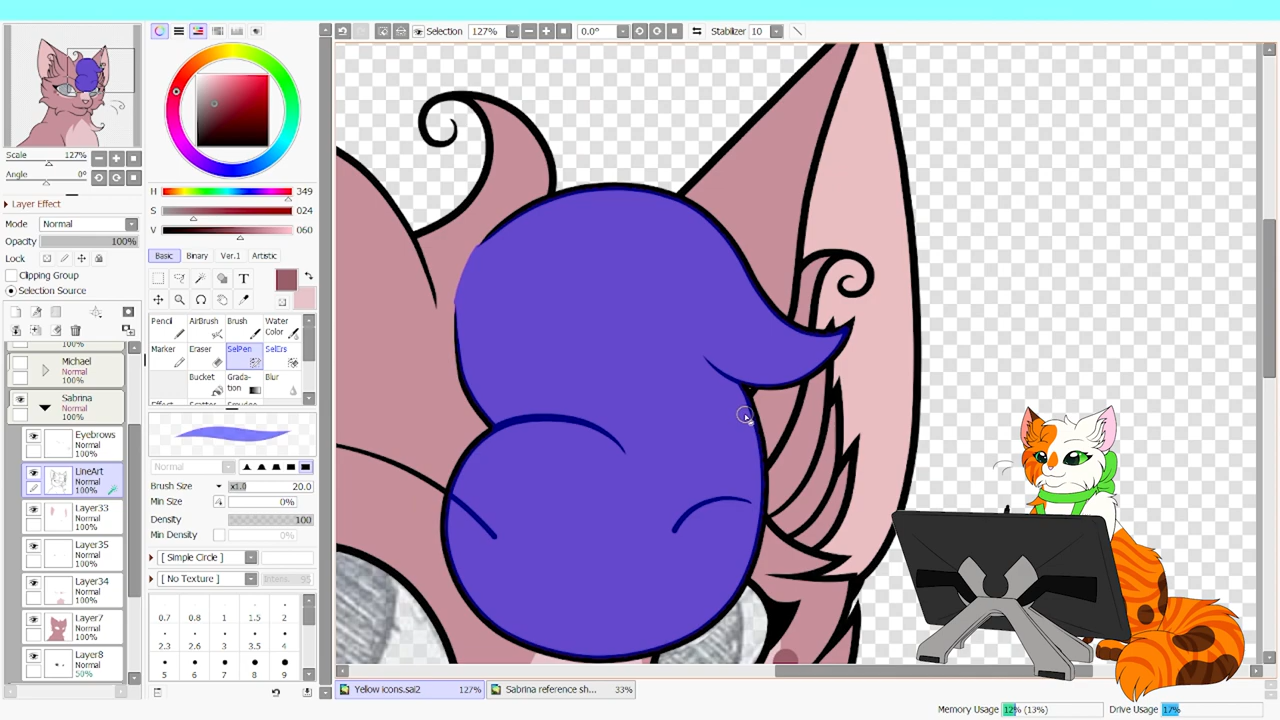 Selection 127% 0.0° Stabilizer 10
Scale 127%
Angle 0°
Layer Effect
Mode Normal
Opacity 100%
Lock
Clipping Group
Selection Source
100%
Michael
Normal
100%
Sabrina
Normal
100%
Eyebrows
Normal
100%
LineArt
Normal
100%
Layer33
Normal
100%
Layer35
Normal
100%
Layer34
Normal
100%
Layer7
Normal
100%
Layer8
Normal
50%
H 349
S 024
V 060
Basic Binary Ver.1 Artistic
T
Pencil AirBrush Brush Water Color
Marker Eraser SelPen SelErs
Bucket Grada-tion Blur
Effect Scatter Smudge
Normal
Brush Size x1.0 20.0
Min Size 0%
Density 100
Min Density 0%
[ Simple Circle ]
[ No Texture ] Intens. 95
0.7 0.8 1 1.5 2
2.3 2.6 3 3.5 4
5 6 7 8 9
Yellow icons.sai2 127% Sabrina reference sh... 33%
Memory Usage 12% (13%) Drive Usage 17%